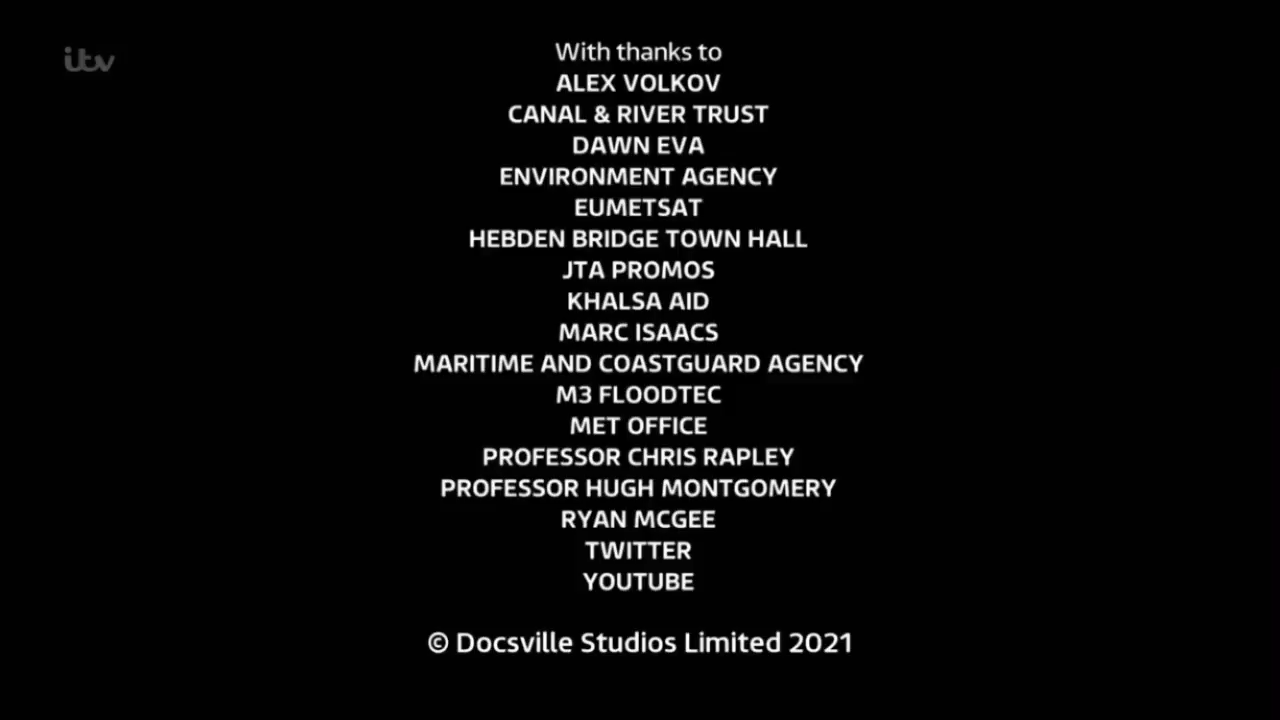 itv
With thanks to
ALEX VOLKOV
CANAL & RIVER TRUST
DAWN EVA
ENVIRONMENT AGENCY
EUMETSAT
HEBDEN BRIDGE TOWN HALL
JTA PROMOS
KHALSA AID
MARC ISAACS
MARITIME AND COASTGUARD AGENCY
M3 FLOODTEC
MET OFFICE
PROFESSOR CHRIS RAPLEY
PROFESSOR HUGH MONTGOMERY
RYAN MCGEE
TWITTER
YOUTUBE
© Docsville Studios Limited 2021